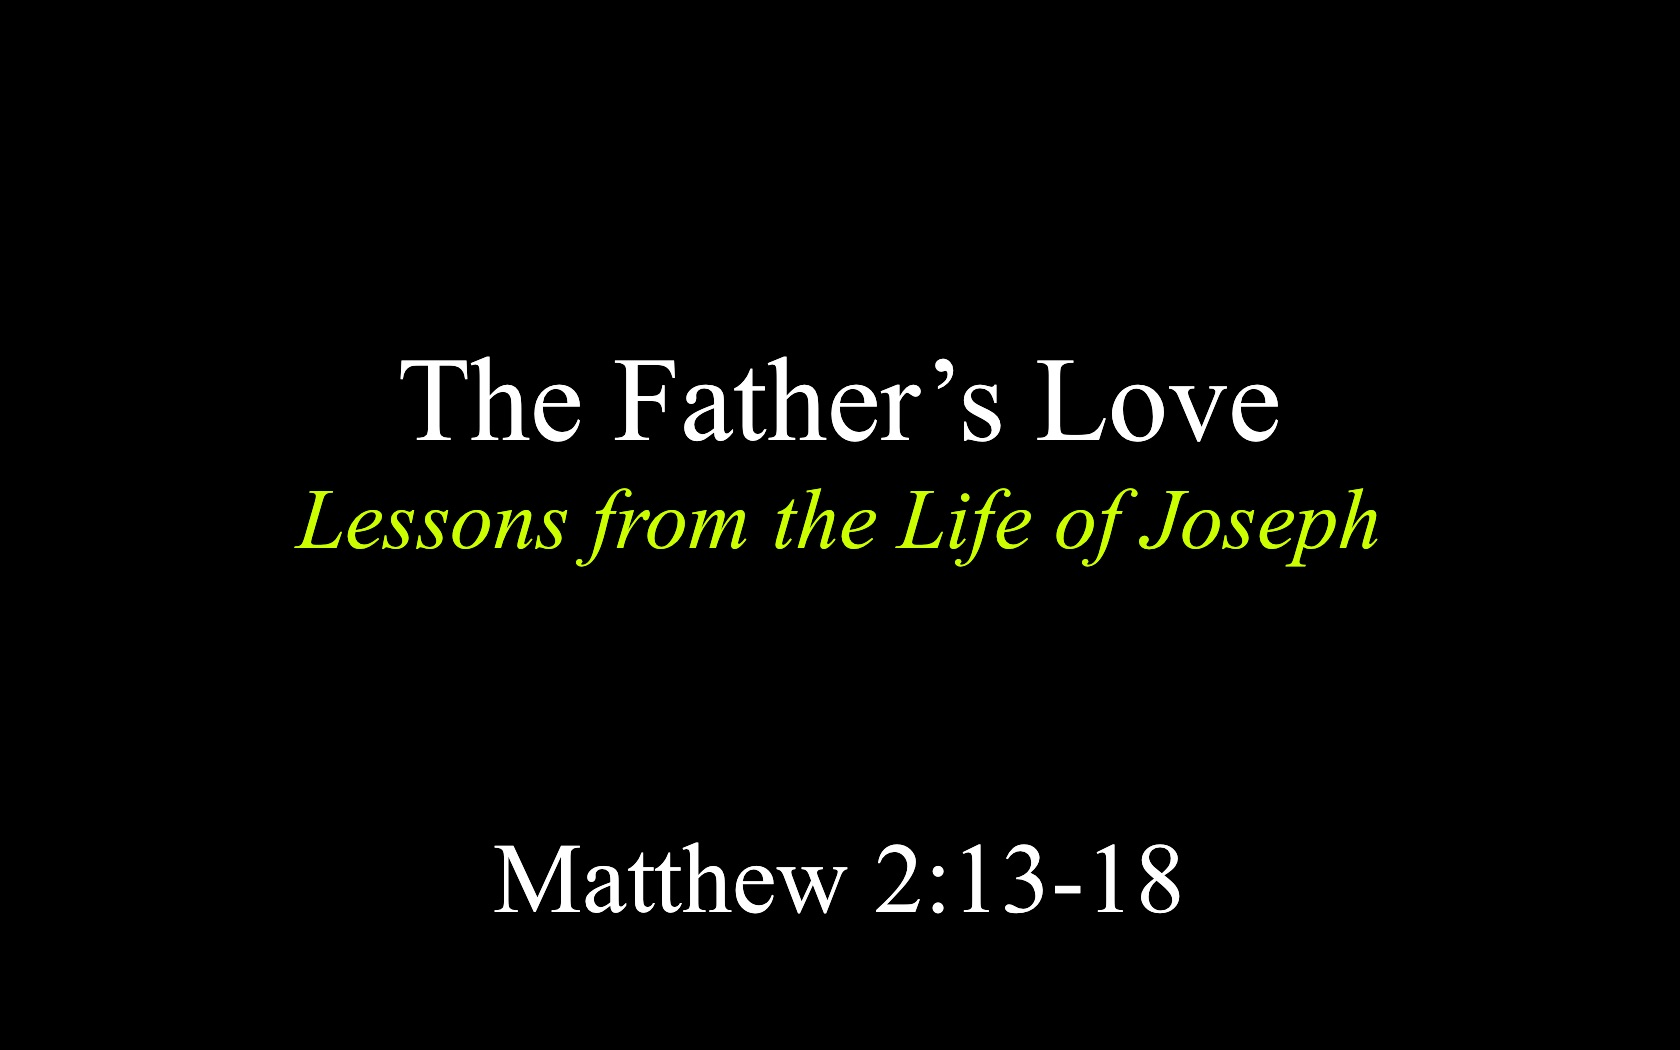 The Father’s Love
Lessons from the Life of Joseph
Matthew 2:13-18